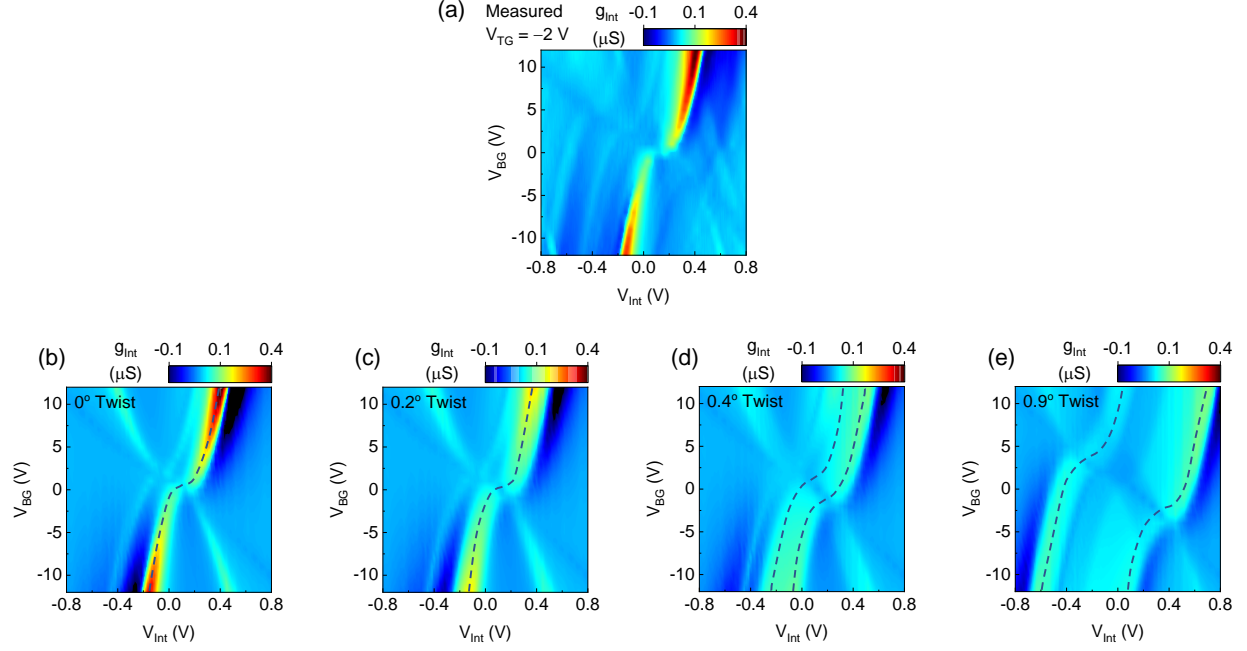 (a) Measured g_Int -0.1 0.1 0.4
V_TG = −2 V (μS)
10
5
0
-5
-10
V_BG (V)
-0.8 -0.4 0.0 0.4 0.8
V_Int (V)
(b) g_Int -0.1 0.1 0.4
(μS)
0° Twist
10
5
0
-5
-10
V_BG (V)
-0.8 -0.4 0.0 0.4 0.8
V_Int (V)
(c) g_Int -0.1 0.1 0.4
(μS)
0.2° Twist
10
5
0
-5
-10
V_BG (V)
-0.8 -0.4 0.0 0.4 0.8
V_Int (V)
(d) g_Int -0.1 0.1 0.4
(μS)
0.4° Twist
10
5
0
-5
-10
V_BG (V)
-0.8 -0.4 0.0 0.4 0.8
V_Int (V)
(e) g_Int -0.1 0.1 0.4
(μS)
0.9° Twist
10
5
0
-5
-10
V_BG (V)
-0.8 -0.4 0.0 0.4 0.8
V_Int (V)